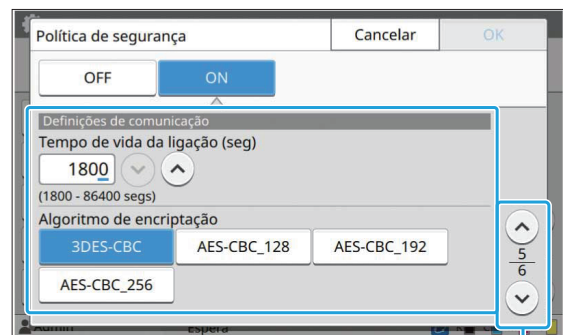 Política de segurança Cancelar OK
OFF ON
Definições de comunicação
Tempo de vida da ligação (seg)
1800
(1800 - 86400 segs)
Algoritmo de encriptação
3DES-CBC AES-CBC_128 AES-CBC_192
5
6
AES-CBC_256
Admin Espera